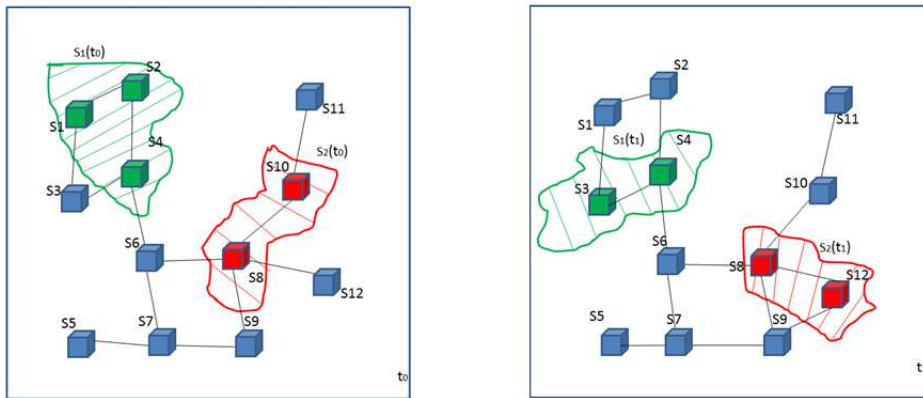 S₁(t₀)
S2
S1
S4
S3
S11
S₂(t₀)
S10
S6
S8
S12
S5
S7
S9
t₀
S2
S1
S₁(t₁)
S4
S3
S11
S10
S6
S8
S₂(t₁)
S12
S5
S7
S9
t